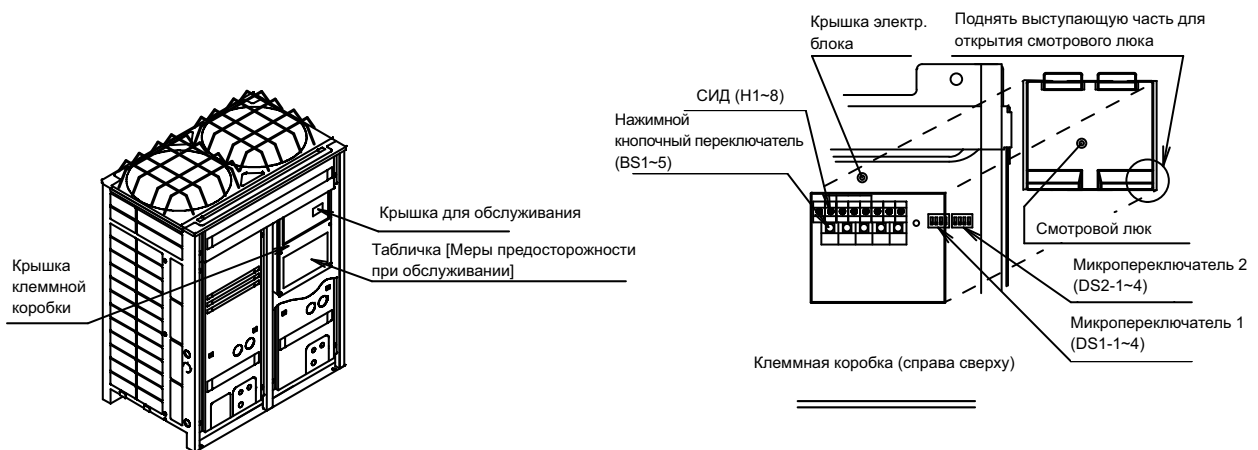 Крышка для обслуживания
Табличка [Меры предосторожности
при обслуживании]
Крышка
клеммной
коробки
Крышка электр.
блока
Поднять выступающую часть для
открытия смотрового люка
СИД (H1~8)
Нажимной
кнопочный переключатель
(BS1~5)
Смотровой люк
Микропереключатель 2
(DS2-1~4)
Микропереключатель 1
(DS1-1~4)
Клеммная коробка (справа сверху)